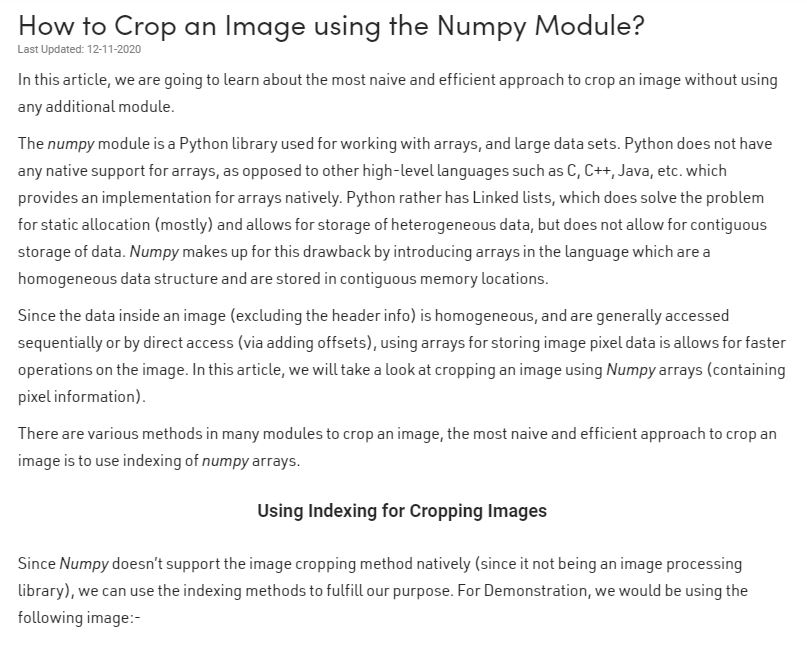 How to Crop an Image using the Numpy Module?
Last Updated: 12-11-2020
In this article, we are going to learn about the most naive and efficient approach to crop an image without using
any additional module.
The numpy module is a Python library used for working with arrays, and large data sets. Python does not have
any native support for arrays, as opposed to other high-level languages such as C, C++, Java, etc. which
provides an implementation for arrays natively. Python rather has Linked lists, which does solve the problem
for static allocation (mostly) and allows for storage of heterogeneous data, but does not allow for contiguous
storage of data. Numpy makes up for this drawback by introducing arrays in the language which are a
homogeneous data structure and are stored in contiguous memory locations.
Since the data inside an image (excluding the header info) is homogeneous, and are generally accessed
sequentially or by direct access (via adding offsets), using arrays for storing image pixel data is allows for faster
operations on the image. In this article, we will take a look at cropping an image using Numpy arrays (containing
pixel information).
There are various methods in many modules to crop an image, the most naive and efficient approach to crop an
image is to use indexing of numpy arrays.
Using Indexing for Cropping Images
Since Numpy doesn't support the image cropping method natively (since it not being an image processing
library), we can use the indexing methods to fulfill our purpose. For Demonstration, we would be using the
following image:-